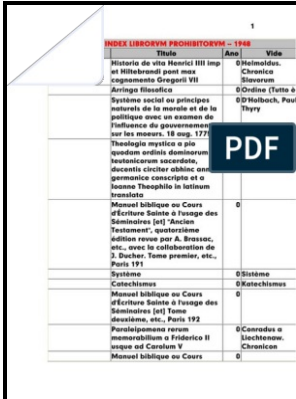 1
INDEX LIBRORVM PROHIBITORVM – 1948
Titulo Ano Vide
Historia de vita Henrici IIII imp 0 Helmoldus.
et Hiltebrandi pont max Chronica
cognomento Gregorii VII Slavorum
Arringa filosofica 0 Ordine (Tutto è
Système social ou principes 0 D'Holbach, Paul
naturels de la morale et de la Thyry
politique avec un examen de
l'influence du gouvernement
sur les moeurs. 18 aug. 177
Theologia mystica a pio
quodam ordinis dominorum
teutonicarum sacerdote,
ducentis circiter abhinc ann
germanice conscripta et a
Ioanne Theophilo in latinum
translata
PDF
Manuel biblique ou Cours 0
d'Écriture Sainte à l'usage des
Séminaires [et] "Ancien
Testament", quatorzième
édition revue par A. Brassac,
etc., avec la collaboration de
J. Ducher. Tome premier, etc.,
Paris 191
Système 0 Sistème
Catechismus 0 Katechismus
Manuel biblique ou Cours 0
d'Écriture Sainte à l'usage des
Séminaires [et] Tome
deuxième, etc., Paris 192
Paraleipomena rerum 0 Conradus a
memorabilium a Friderico II Liechtenaw.
usque ad Carolum V Chronicon
Manuel biblique ou Cours 0